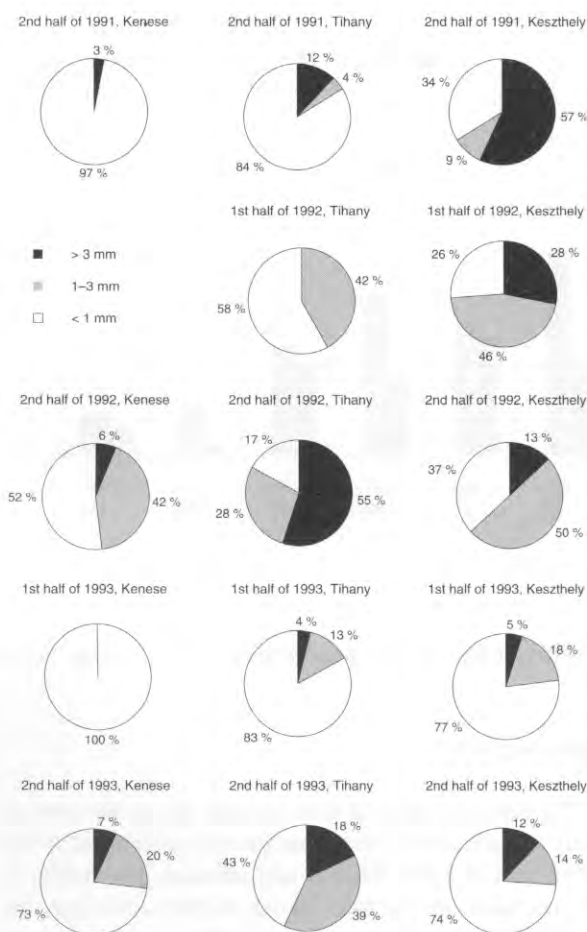 2nd half of 1991, Kenese 2nd half of 1991, Tihany 2nd half of 1991, Keszthely
3 % 12 % 4 % 34 % 57 %
97 % 84 % 9 %
1st half of 1992, Tihany 1st half of 1992, Keszthely
> 3 mm
1–3 mm
< 1 mm
42 % 58 % 26 % 28 % 46 %
2nd half of 1992, Kenese 2nd half of 1992, Tihany 2nd half of 1992, Keszthely
6 % 17 % 13 %
52 % 42 % 28 % 55 % 37 % 50 %
1st half of 1993, Kenese 1st half of 1993, Tihany 1st half of 1993, Keszthely
4 % 13 % 5 % 18 %
100 % 83 % 77 %
2nd half of 1993, Kenese 2nd half of 1993, Tihany 2nd half of 1993, Keszthely
7 % 18 % 12 %
20 % 43 % 14 %
73 % 39 % 74 %